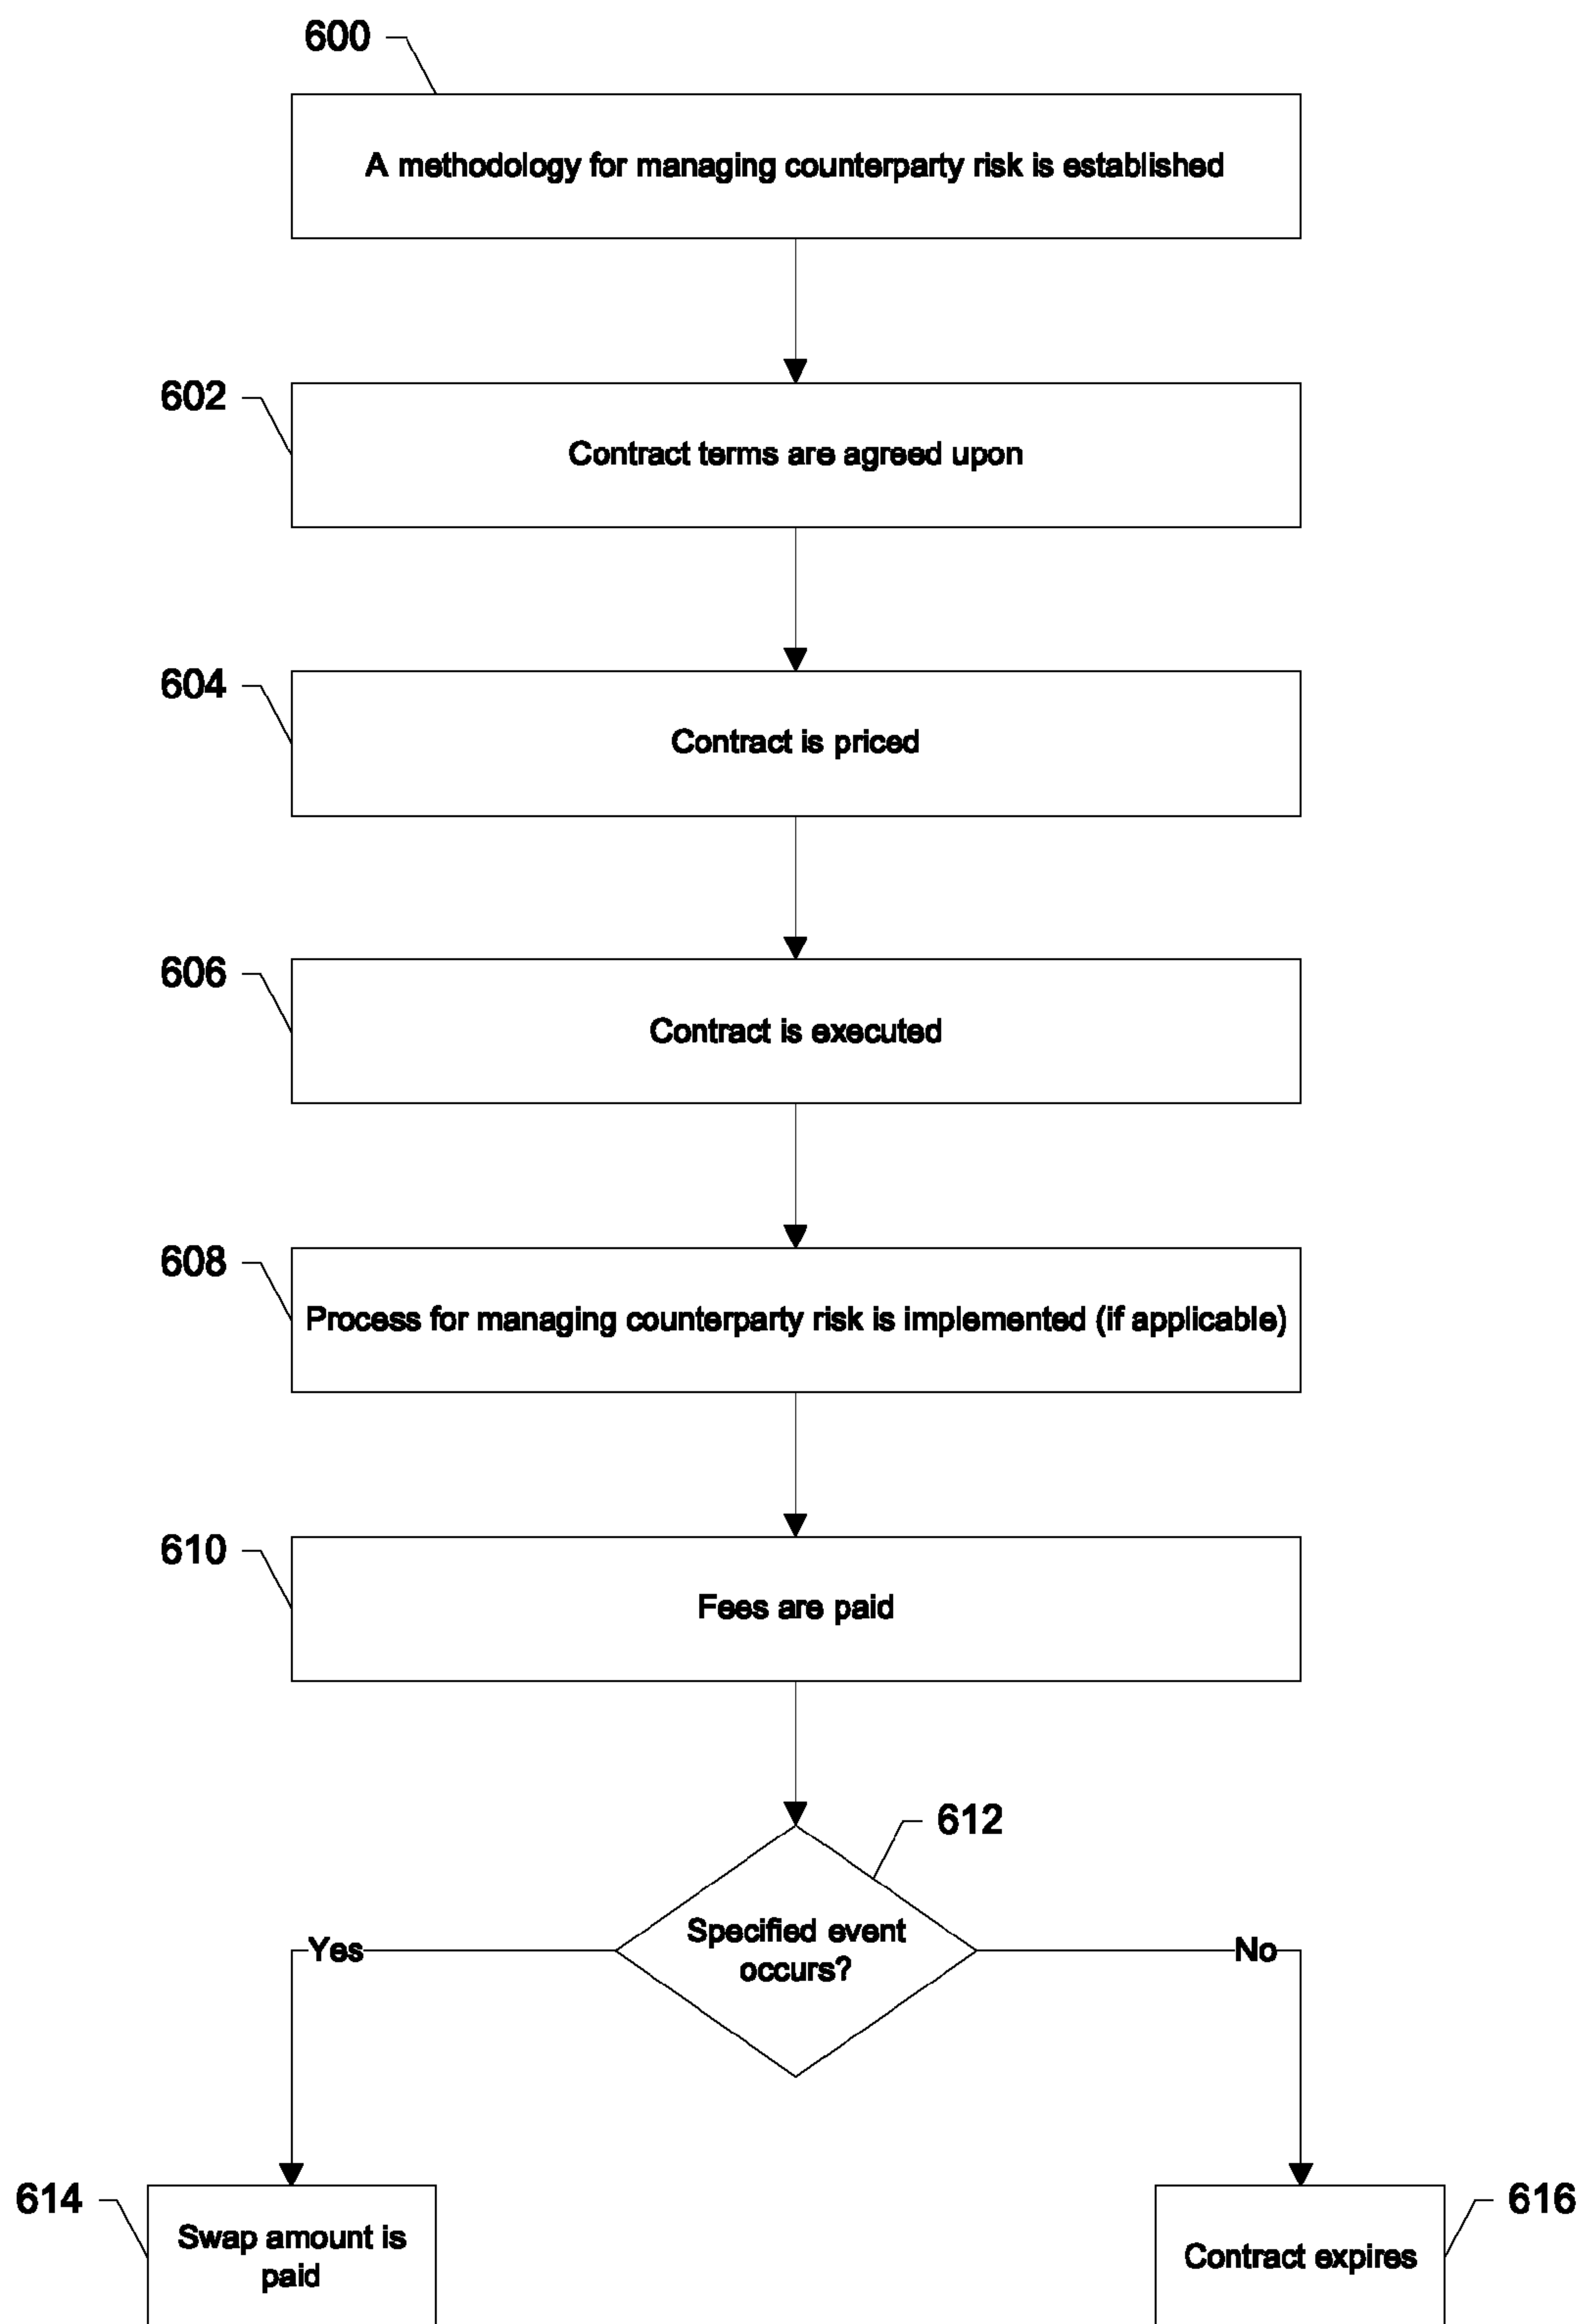 600
A methodology for managing counterparty risk is established
602
Contract terms are agreed upon
604
Contract is priced
606
Contract is executed
608
Process for managing counterparty risk is implemented (if applicable)
610
Fees are paid
612
Specified event
occurs?
Yes
No
614
Swap amount is
paid
616
Contract expires